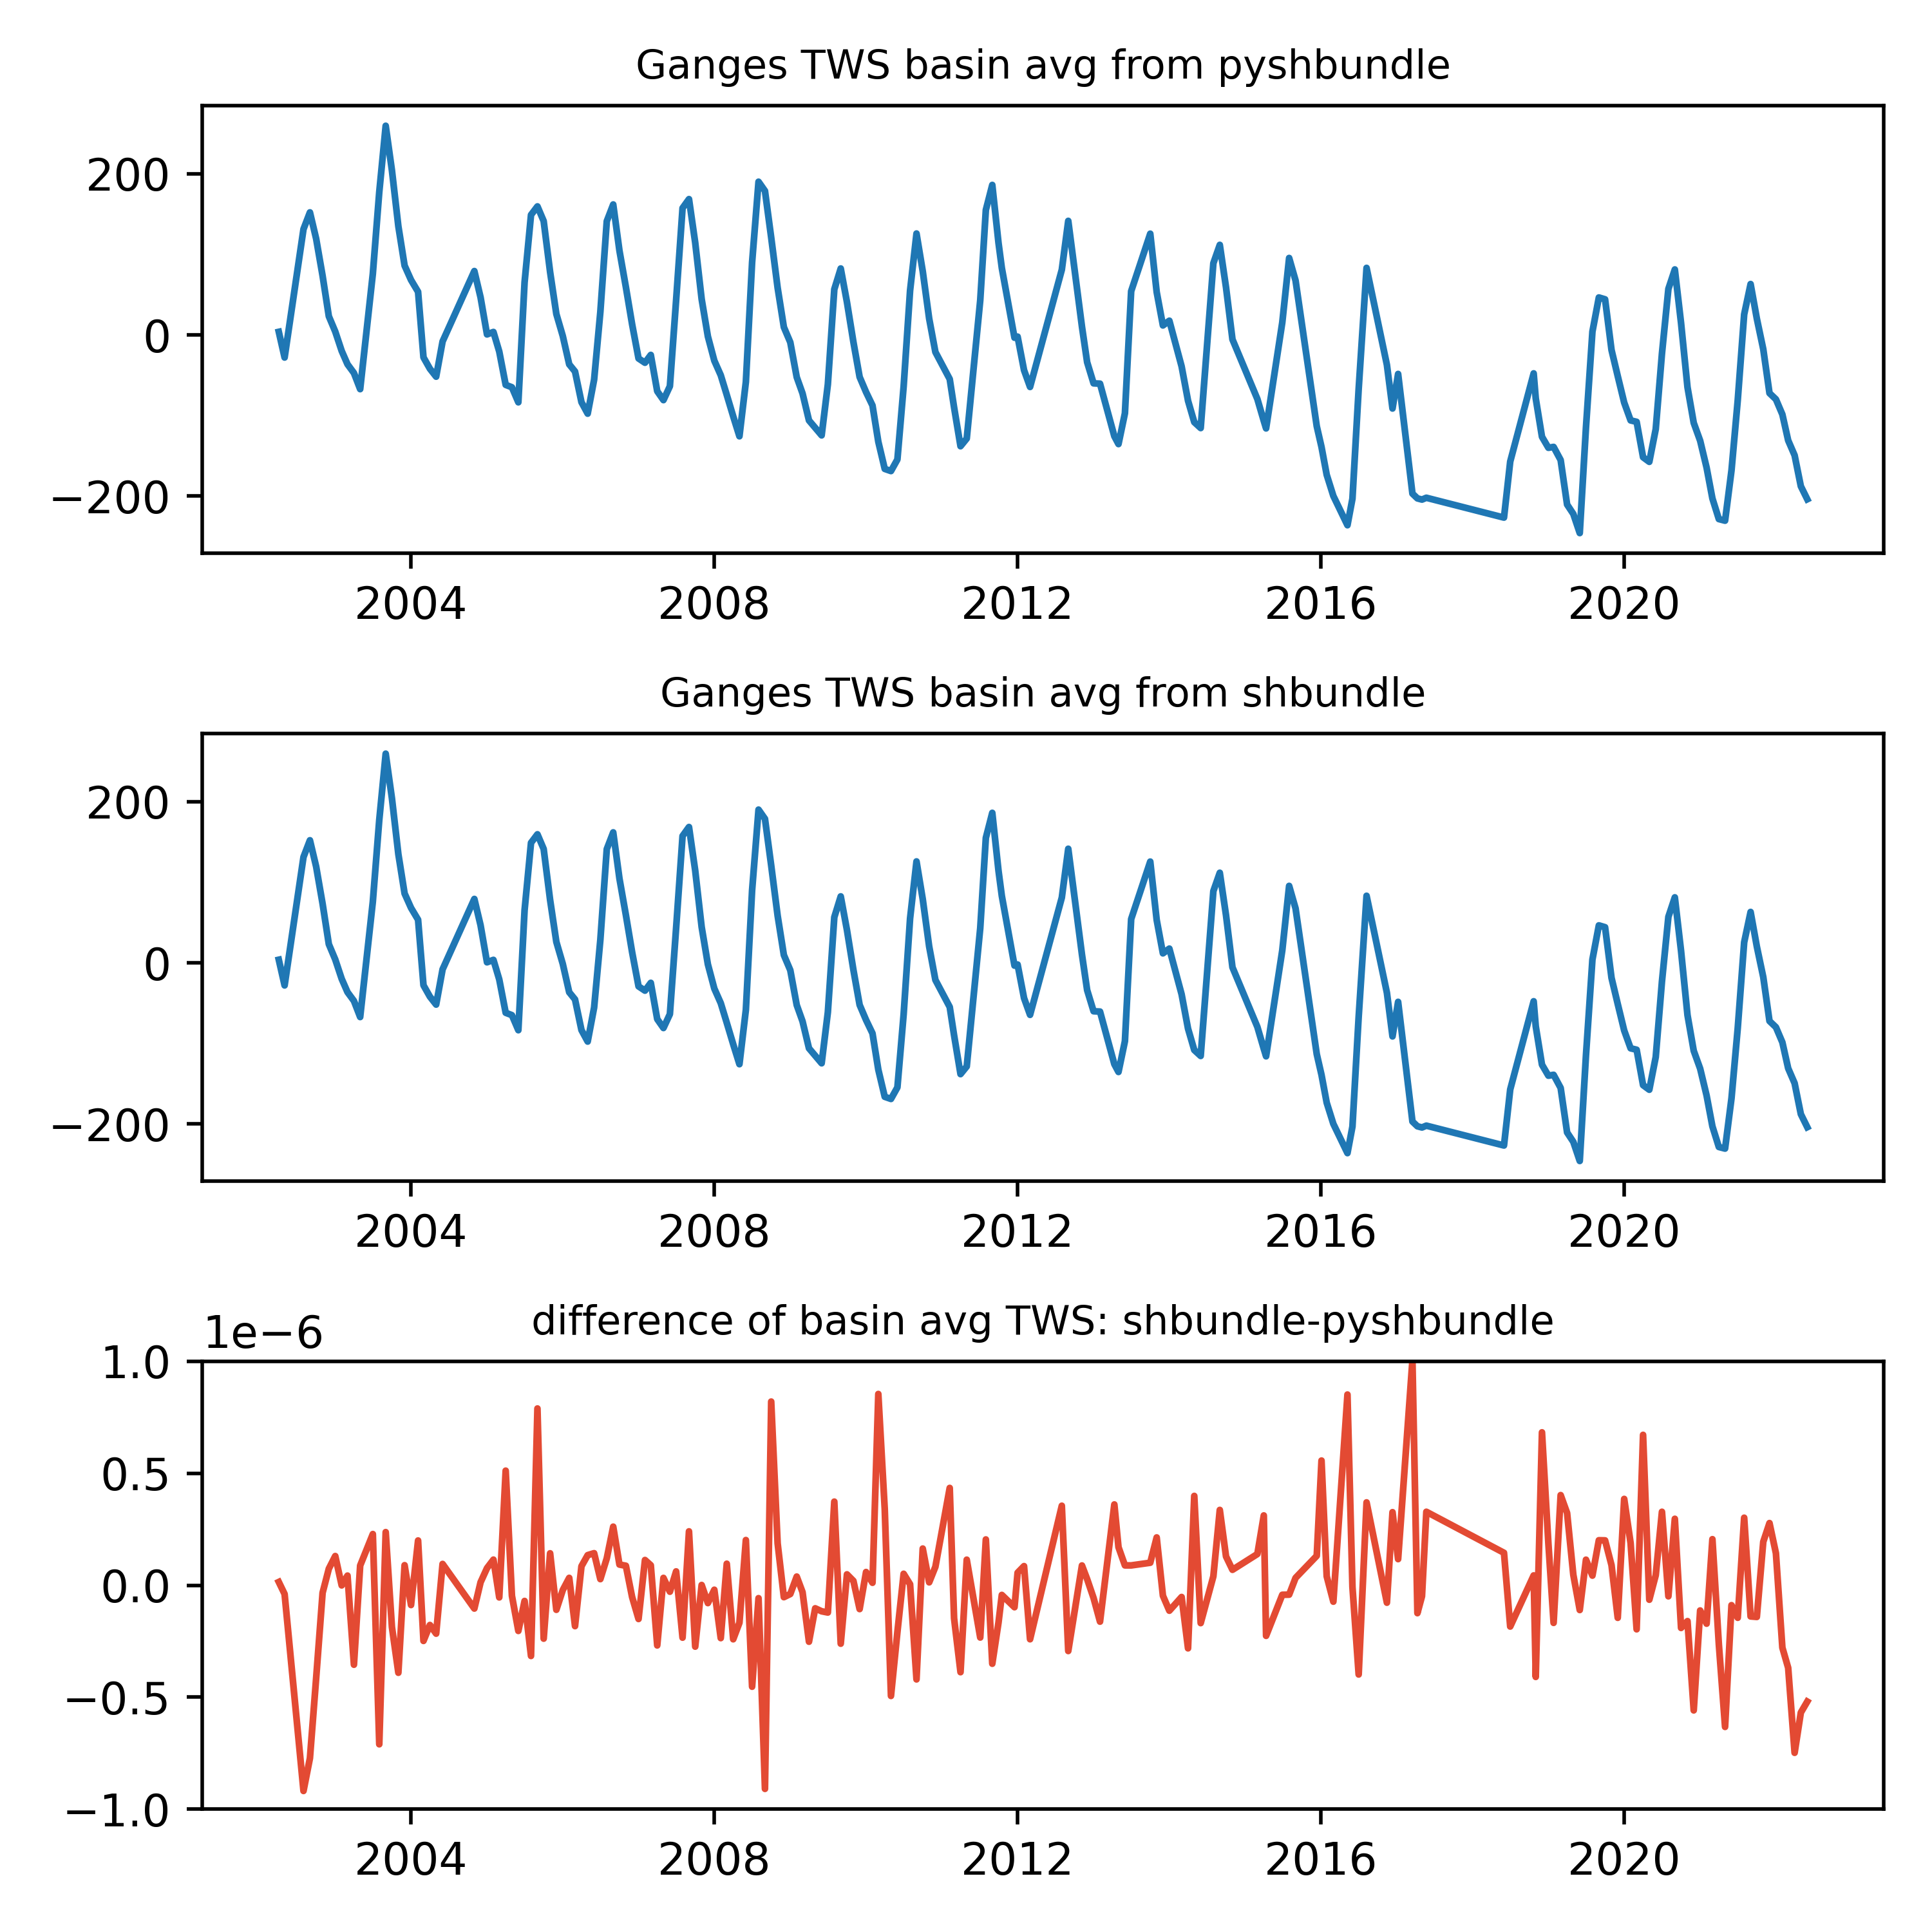 Ganges TWS basin avg from pyshbundle
200
0
−200
2004 2008 2012 2016 2020
Ganges TWS basin avg from shbundle
200
0
−200
2004 2008 2012 2016 2020
1e−6 difference of basin avg TWS: shbundle-pyshbundle
1.0
0.5
0.0
−0.5
−1.0
2004 2008 2012 2016 2020